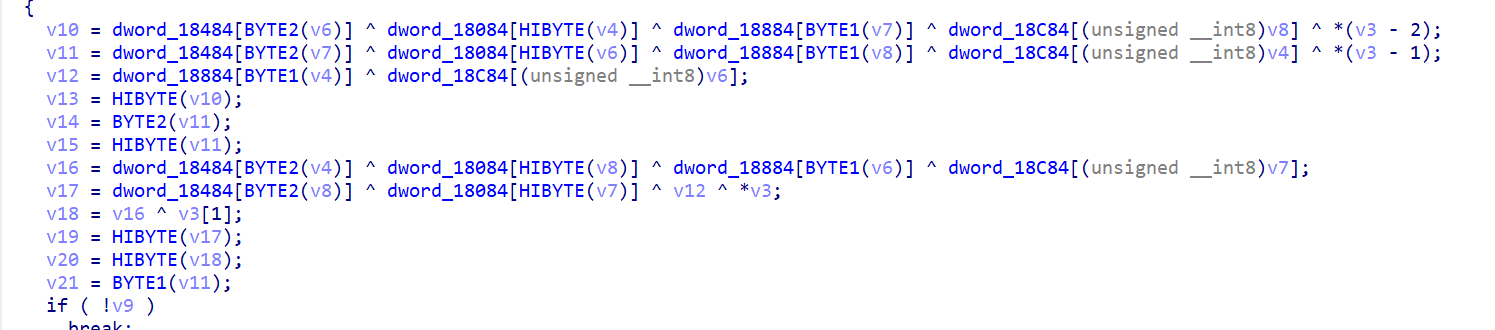 {
v10 = dword_18484[BYTE2(v6)] ^ dword_18084[HIBYTE(v4)] ^ dword_18884[BYTE1(v7)] ^ dword_18C84[(unsigned __int8)v8] ^ *(v3 - 2);
v11 = dword_18484[BYTE2(v7)] ^ dword_18084[HIBYTE(v6)] ^ dword_18884[BYTE1(v8)] ^ dword_18C84[(unsigned __int8)v4] ^ *(v3 - 1);
v12 = dword_18884[BYTE1(v4)] ^ dword_18C84[(unsigned __int8)v6];
v13 = HIBYTE(v10);
v14 = BYTE2(v11);
v15 = HIBYTE(v11);
v16 = dword_18484[BYTE2(v4)] ^ dword_18084[HIBYTE(v8)] ^ dword_18884[BYTE1(v6)] ^ dword_18C84[(unsigned __int8)v7];
v17 = dword_18484[BYTE2(v8)] ^ dword_18084[HIBYTE(v7)] ^ v12 ^ *v3;
v18 = v16 ^ v3[1];
v19 = HIBYTE(v17);
v20 = HIBYTE(v18);
v21 = BYTE1(v11);
if ( !v9 )
break;